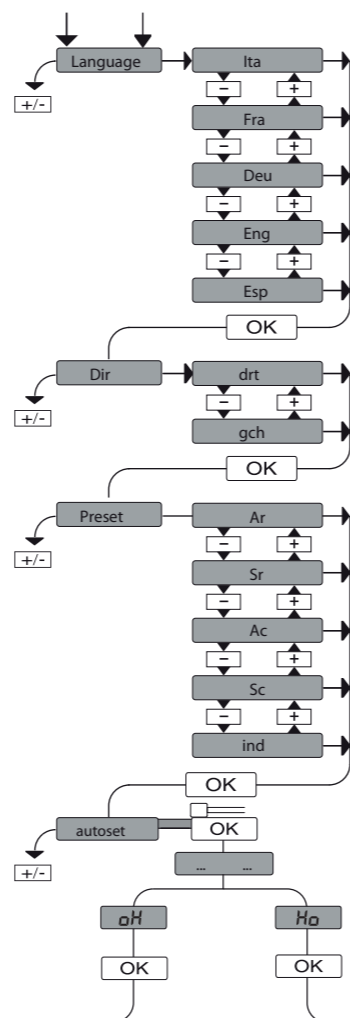 Language
Ita
+/-
- +
Fra
- +
Deu
- +
Eng
- +
Esp
OK
Dir
drt
+/-
- +
gch
OK
Preset
Ar
+/-
- +
Sr
- +
Ac
- +
Sc
- +
ind
OK
autoset
OK
+/-
... ...
oH
Ho
OK
OK